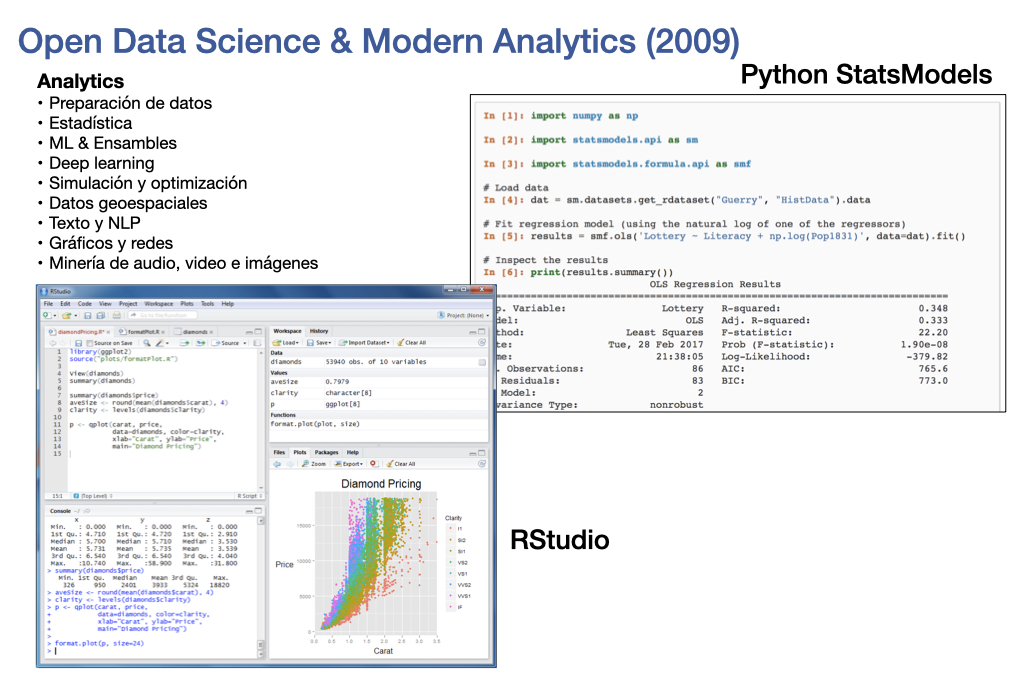 Open Data Science & Modern Analytics (2009)
Analytics
• Preparación de datos
• Estadística
• ML & Ensambles
• Deep learning
• Simulación y optimización
• Datos geoespaciales
• Texto y NLP
• Gráficos y redes
• Minería de audio, video e imágenes
Python StatsModels
In [1]: import numpy as np
In [2]: import statsmodels.api as sm
In [3]: import statsmodels.formula.api as smf
# Load data
In [4]: dat = sm.datasets.get_rdataset("Guerry", "HistData").data
# Fit regression model (using the natural log of one of the regressors)
In [5]: results = smf.ols('Lottery ~ Literacy + np.log(Pop1831)', data=dat).fit()
# Inspect the results
In [6]: print(results.summary())
OLS Regression Results
==============================================================================
p. Variable: Lottery R-squared: 0.348
del: OLS Adj. R-squared: 0.333
thod: Least Squares F-statistic: 22.20
te: Tue, 28 Feb 2017 Prob (F-statistic): 1.90e-08
me: 21:38:05 Log-Likelihood: -379.82
. Observations: 86 AIC: 765.6
Residuals: 83 BIC: 773.0
Model: 2
variance Type: nonrobust
RStudio
File Edit Code View Project Workspace Plots Tools Help
Project: (None)
diamondPricing.R* formatPlot.R diamonds
Source on Save Source
1 library(ggplot2)
2 source("plots/formatPlot.R")
3
4 View(diamonds)
5 summary(diamonds)
6
7 summary(diamonds$price)
8 aveSize <- round(mean(diamonds$carat), 4)
9 clarity <- levels(diamonds$clarity)
10
11 p <- qplot(carat, price,
12 data=diamonds, color=clarity,
13 xlab="Carat", ylab="Price",
14 main="Diamond Pricing")
15
15:1 (Top Level) R Script
Workspace History
Load Save Import Dataset Clear All
Data
diamonds 53940 obs. of 10 variables
Values
aveSize 0.7979
clarity character[8]
p ggplot[8]
Functions
format.plot(plot, size)
Files Plots Packages Help
Zoom Export Clear All
Diamond Pricing
Price
15000
10000
5000
0
0.0 0.5 1.0 1.5 2.0 2.5 3.0 3.5
Carat
Clarity
I1
SI2
SI1
VS2
VS1
VVS2
VVS1
IF
Console ~/
x y z
Min. : 0.000 Min. : 0.000 Min. : 0.000
1st Qu.: 4.710 1st Qu.: 4.720 1st Qu.: 2.910
Median : 5.700 Median : 5.710 Median : 3.530
Mean : 5.731 Mean : 5.735 Mean : 3.539
3rd Qu.: 6.540 3rd Qu.: 6.540 3rd Qu.: 4.040
Max. :10.740 Max. :58.900 Max. :31.800
> summary(diamonds$price)
Min. 1st Qu. Median Mean 3rd Qu. Max.
326 950 2401 3933 5324 18820
> aveSize <- round(mean(diamonds$carat), 4)
> clarity <- levels(diamonds$clarity)
> p <- qplot(carat, price,
+ data=diamonds, color=clarity,
+ xlab="Carat", ylab="Price",
+ main="Diamond Pricing")
>
> format.plot(p, size=24)
>
RStudio